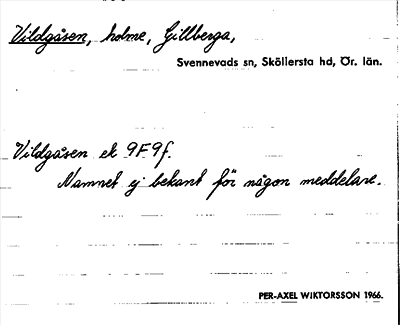 Vildgåsen, holme, Gillberga,
Svennevads sn, Sköllersta hd, Ör. län.
Vildgåsen ek 9F9f.
Namnet ej bekant för någon meddelare.
PER-AXEL WIKTORSSON 1966.